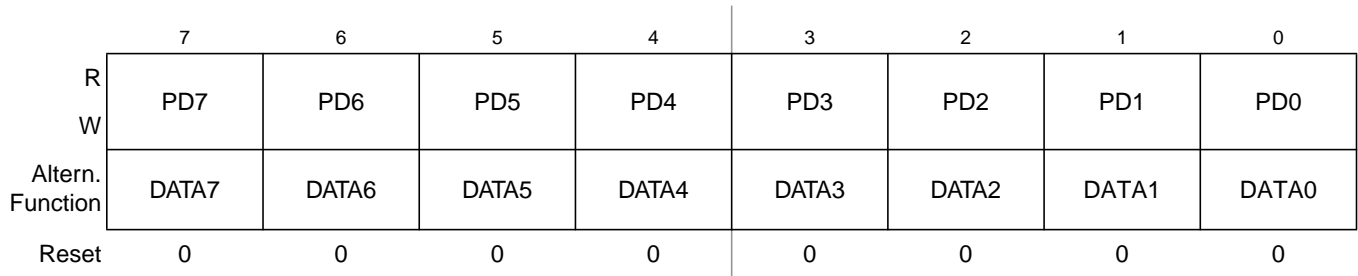 7 6 5 4 3 2 1 0
R
W
PD7 PD6 PD5 PD4 PD3 PD2 PD1 PD0
Altern.
Function
DATA7 DATA6 DATA5 DATA4 DATA3 DATA2 DATA1 DATA0
Reset 0 0 0 0 0 0 0 0